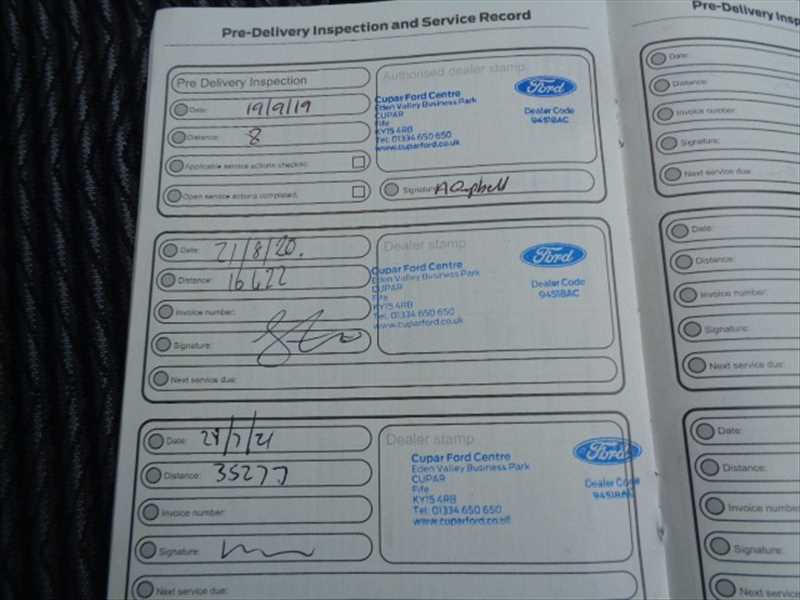 Pre-Delivery Inspection and Service Record
Pre Delivery Inspection
Date: 19/9/19
Distance: 8
Applicable service actions checked:
Open service actions completed:
Authorised dealer stamp
Cupar Ford Centre
Eden Valley Business Park
CUPAR
Fife
KY15 4RB
Tel: 01334 650 650
www.cuparford.co.uk
Ford
Dealer Code
94518AC
Signature:
Date: 21/8/20.
Distance: 16422
Invoice number:
Signature:
Next service due:
Dealer stamp
Cupar Ford Centre
Eden Valley Business Park
CUPAR
Fife
KY15 4RB
Tel: 01334 650 650
www.cuparford.co.uk
Ford
Dealer Code
94518AC
Date: /21
Distance: 35277
Invoice number:
Signature:
Next service due:
Dealer stamp
Cupar Ford Centre
Eden Valley Business Park
CUPAR
Fife
KY15 4RB
Tel: 01334 650 650
www.cuparford.co.uk
Ford
Dealer Code
94518AC
Pre-Delivery Insp
Date:
Distance:
Invoice number:
Signature:
Next service due:
Date:
Distance:
Invoice number:
Signature:
Next service due:
Date:
Distance:
Invoice number:
Signature:
Next service due: